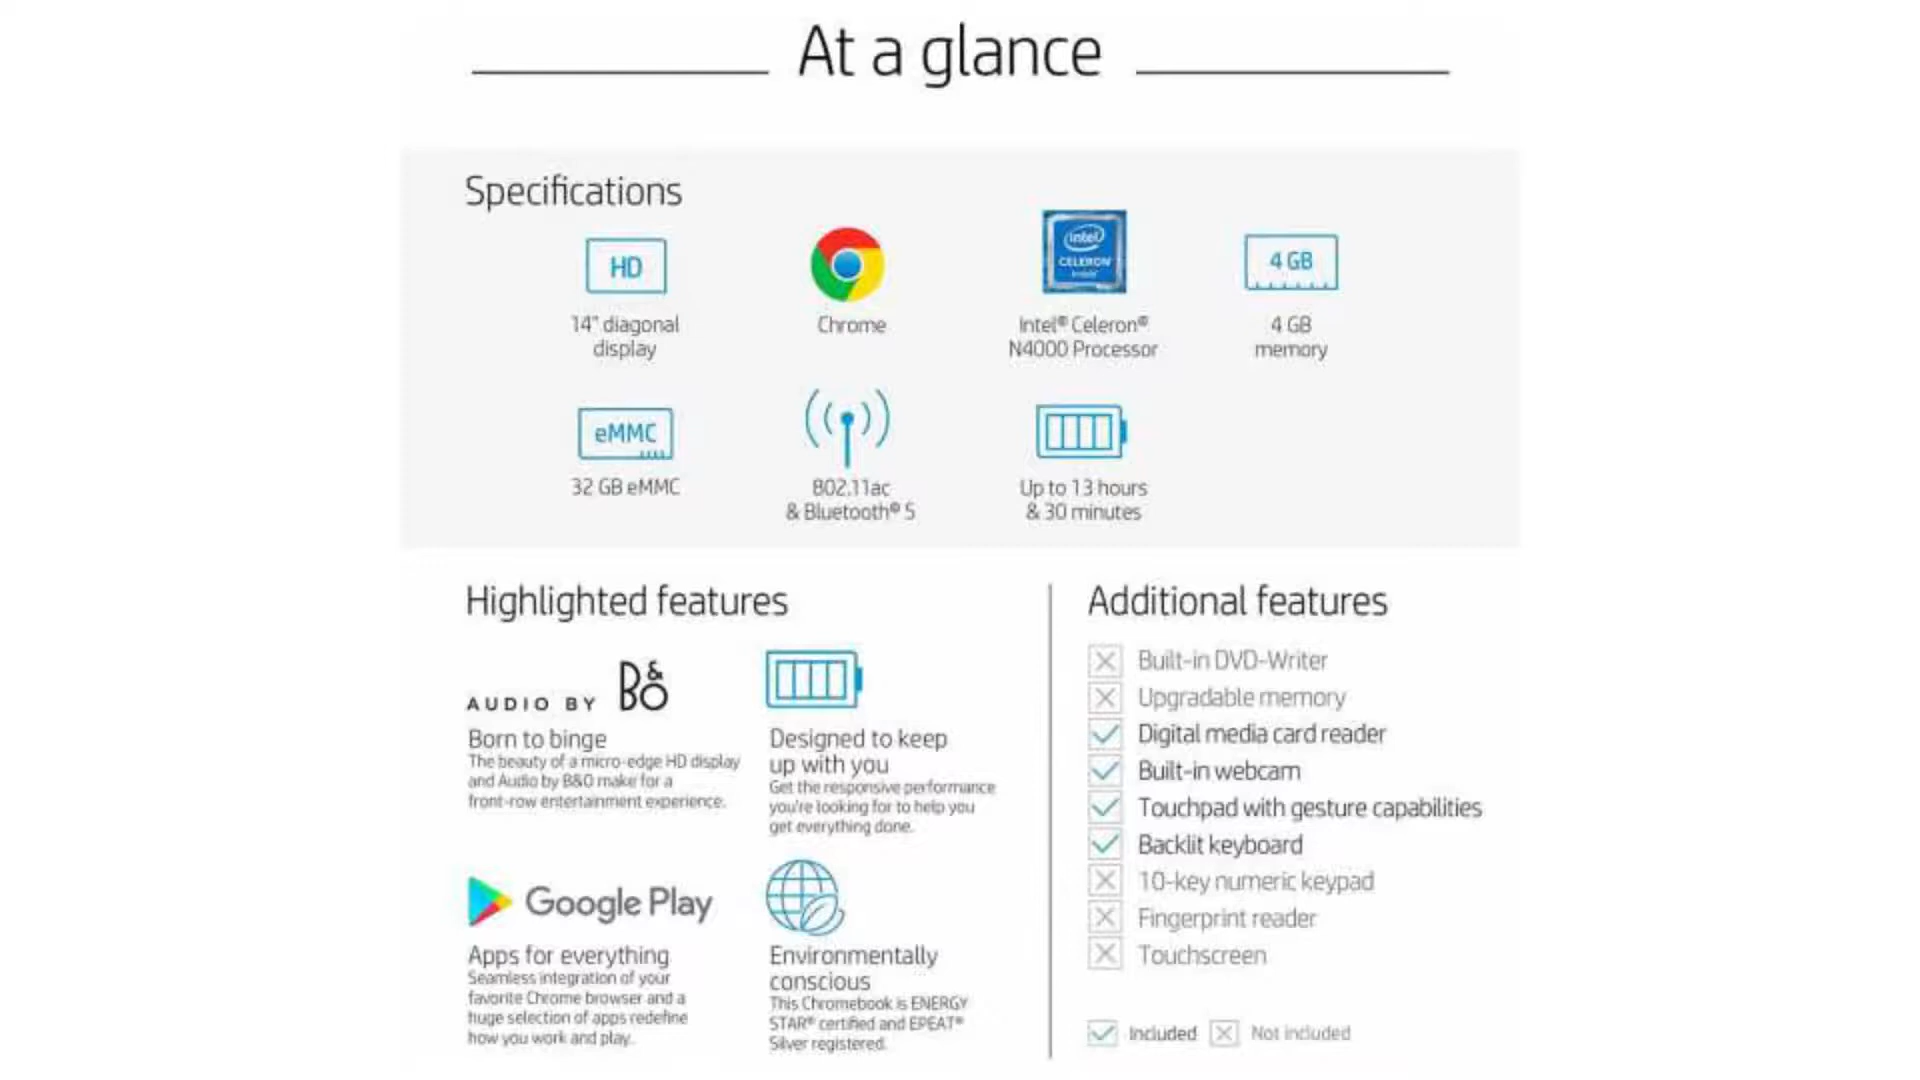 At a glance
Specifications
HD
intel
CELERON
inside
4 GB
14" diagonal
display
Chrome
Intel® Celeron®
N4000 Processor
4 GB
memory
eMMC
32 GB eMMC
802.11ac
& Bluetooth® 5
Up to 13 hours
& 30 minutes
Highlighted features
AUDIO BY B&O
Born to binge
The beauty of a micro-edge HD display
and Audio by B&O make for a
front-row entertainment experience.
Designed to keep
up with you
Get the responsive performance
you're looking for to help you
get everything done.
Google Play
Apps for everything
Seamless integration of your
favorite Chrome browser and a
huge selection of apps redefine
how you work and play.
Environmentally
conscious
This Chromebook is ENERGY
STAR® certified and EPEAT®
Silver registered.
Additional features
Built-in DVD-Writer
Upgradable memory
Digital media card reader
Built-in webcam
Touchpad with gesture capabilities
Backlit keyboard
10-key numeric keypad
Fingerprint reader
Touchscreen
Included Not included